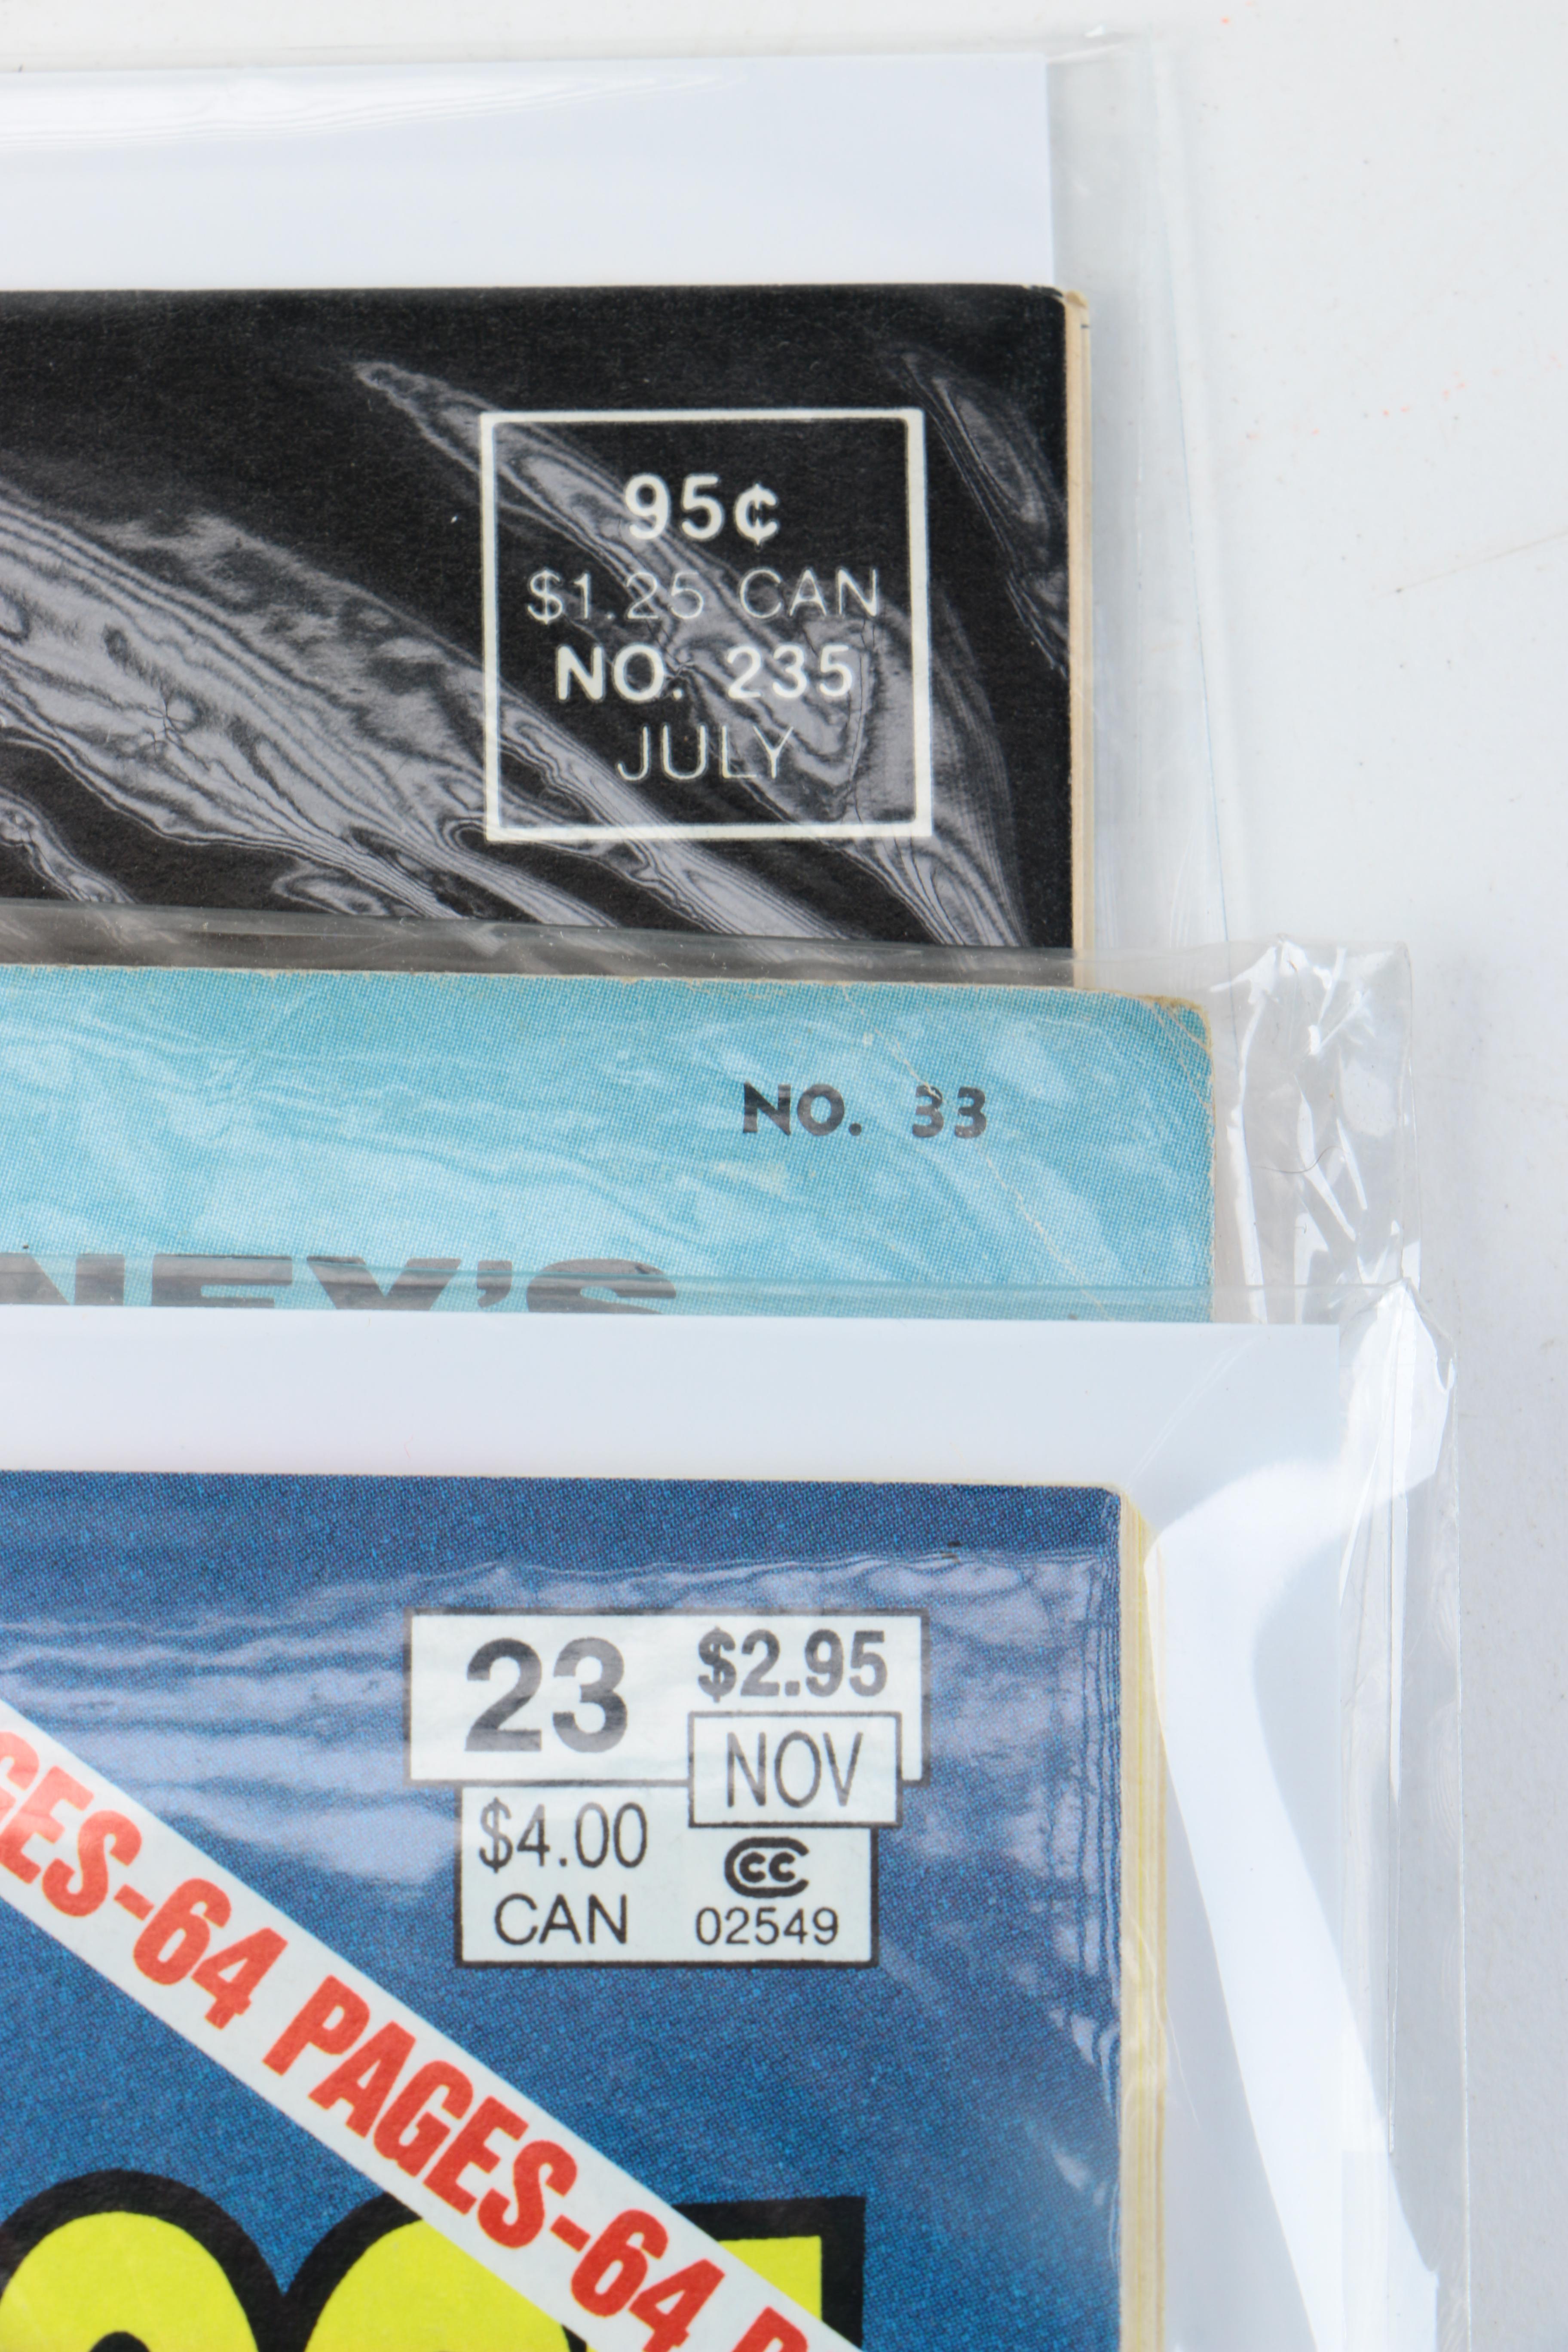 95¢
$1.25 CAN
NO. 235
JULY
NO. 33
NEY'S
23 $2.95
NOV
$4.00
CAN
CC
02549
GES-64 PAGES-64 P